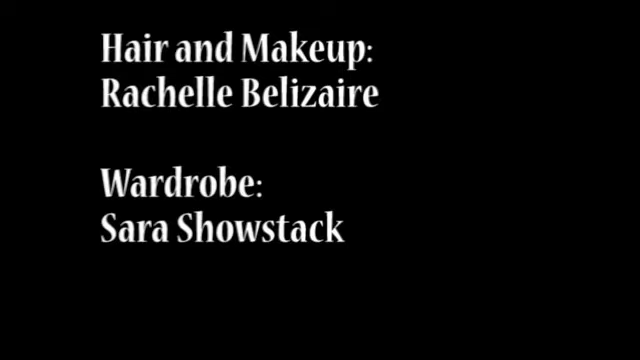 Hair and Makeup:
Rachelle Belizaire
Wardrobe:
Sara Showstack